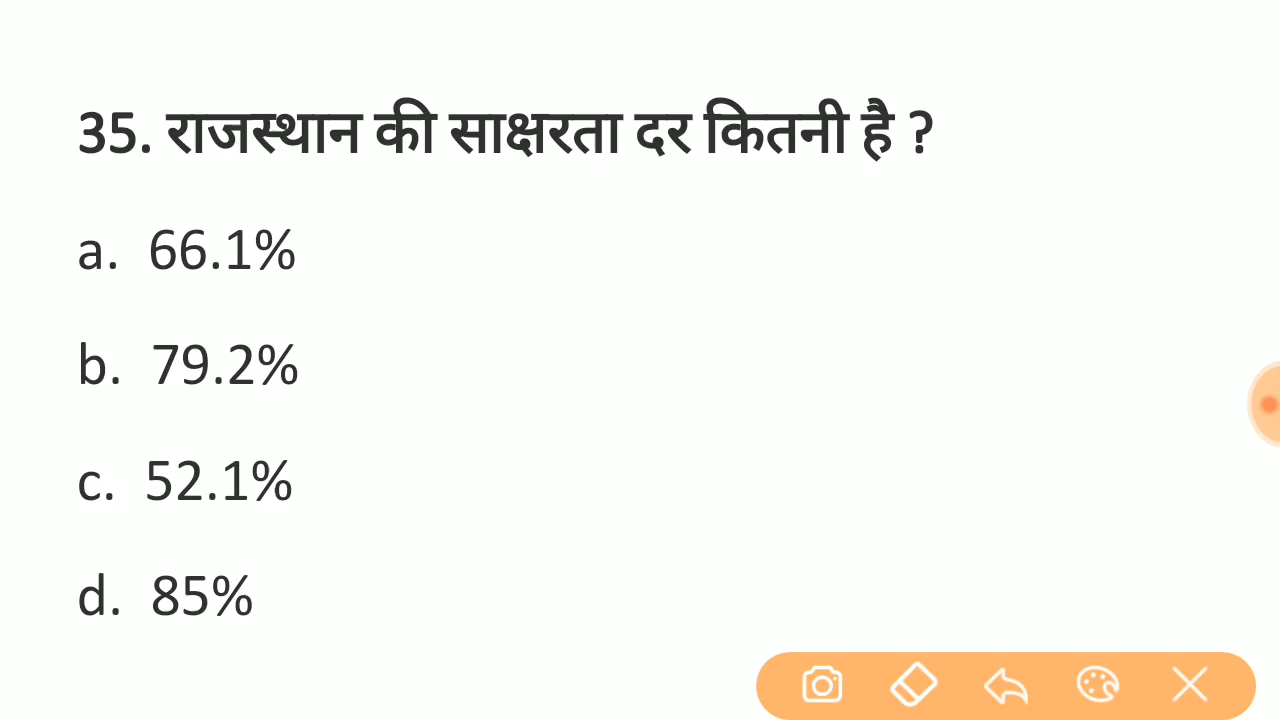 35. राजस्थान की साक्षरता दर कितनी है ?
a. 66.1%
b. 79.2%
c. 52.1%
d. 85%